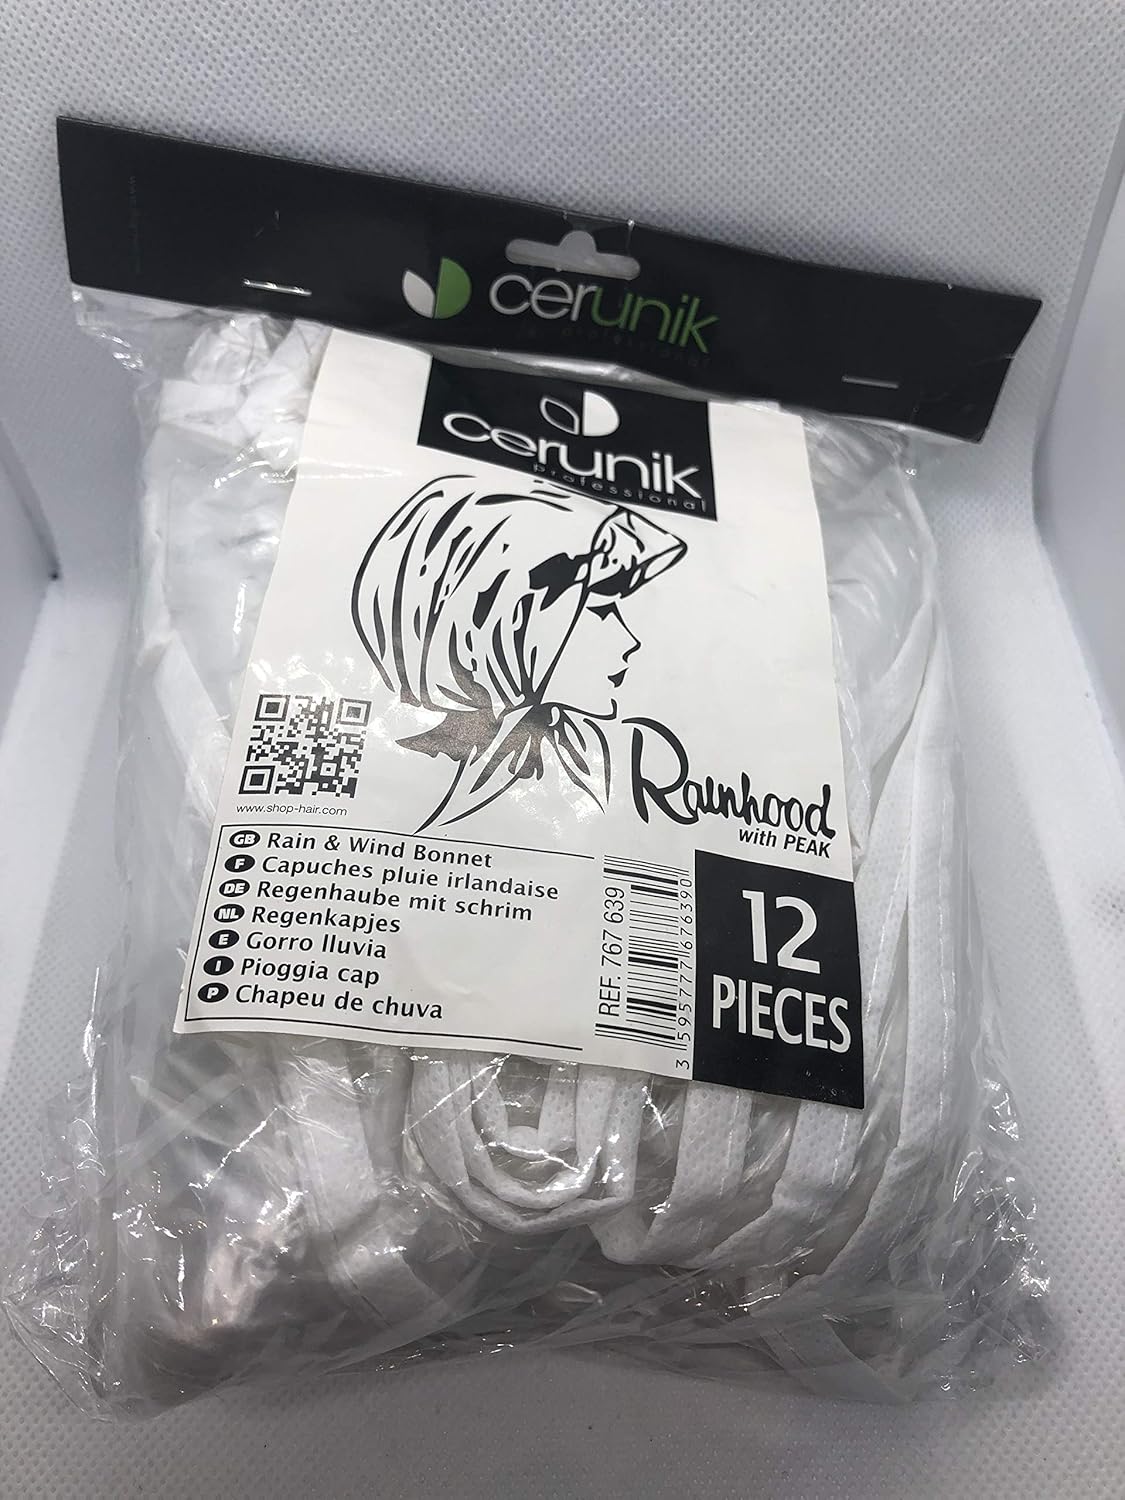 cerunik
professional
cerunik
professional
www.shop-hair.com
Rainhood
with PEAK
GB Rain & Wind Bonnet
F Capuches pluie irlandaise
DE Regenhaube mit schrim
NL Regenkapjes
E Gorro lluvia
I Pioggia cap
P Chapeu de chuva
REF. 767 639
3 595777 676390
12
PIECES